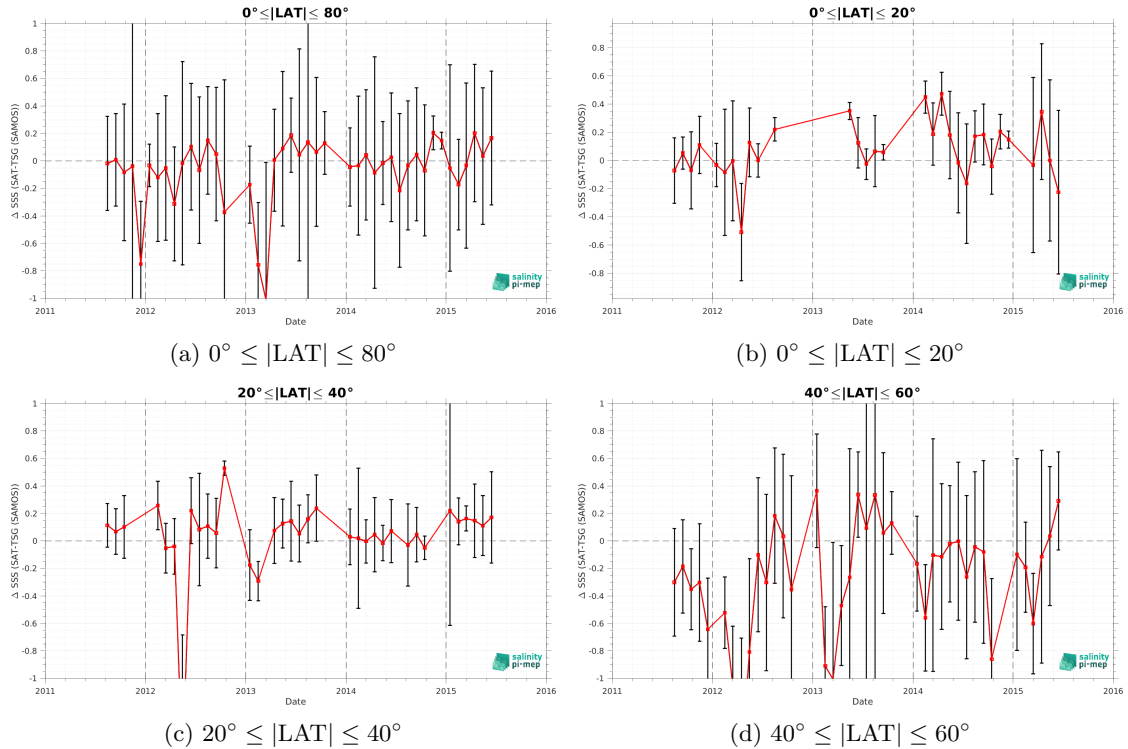 0°≤|LAT|≤ 80°
Δ SSS (SAT-TSG (SAMOS))
1
0.8
0.6
0.4
0.2
0
-0.2
-0.4
-0.6
-0.8
-1
2011 2012 2013 2014 2015 2016
Date
salinity
pi-mep
(a) 0° ≤ |LAT| ≤ 80°
0°≤|LAT|≤ 20°
Δ SSS (SAT-TSG (SAMOS))
0.8
0.6
0.4
0.2
0
-0.2
-0.4
-0.6
-0.8
2011 2012 2013 2014 2015 2016
Date
salinity
pi-mep
(b) 0° ≤ |LAT| ≤ 20°
20°≤|LAT|≤ 40°
Δ SSS (SAT-TSG (SAMOS))
1
0.8
0.6
0.4
0.2
0
-0.2
-0.4
-0.6
-0.8
-1
2011 2012 2013 2014 2015 2016
Date
salinity
pi-mep
(c) 20° ≤ |LAT| ≤ 40°
40°≤|LAT|≤ 60°
Δ SSS (SAT-TSG (SAMOS))
1
0.8
0.6
0.4
0.2
0
-0.2
-0.4
-0.6
-0.8
-1
2011 2012 2013 2014 2015 2016
Date
salinity
pi-mep
(d) 40° ≤ |LAT| ≤ 60°